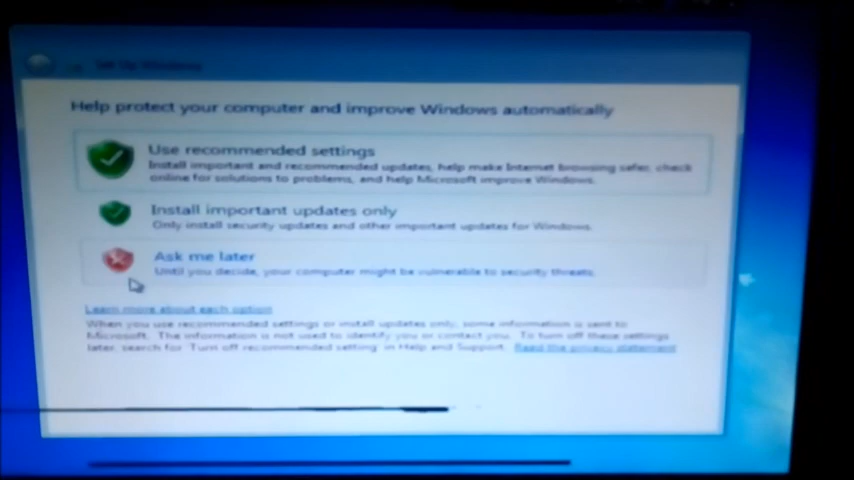 Set Up Windows
Help protect your computer and improve Windows automatically
Use recommended settings
Install important and recommended updates, help make Internet browsing safer, check
online for solutions to problems, and help Microsoft improve Windows.
Install important updates only
Only install security updates and other important updates for Windows.
Ask me later
Until you decide, your computer might be vulnerable to security threats.
Learn more about each option
When you use recommended settings or install updates only, some information is sent to
Microsoft. The information is not used to identify you or contact you. To turn off these settings
later, search for 'Turn off recommended setting' in Help and Support. Read the privacy statement